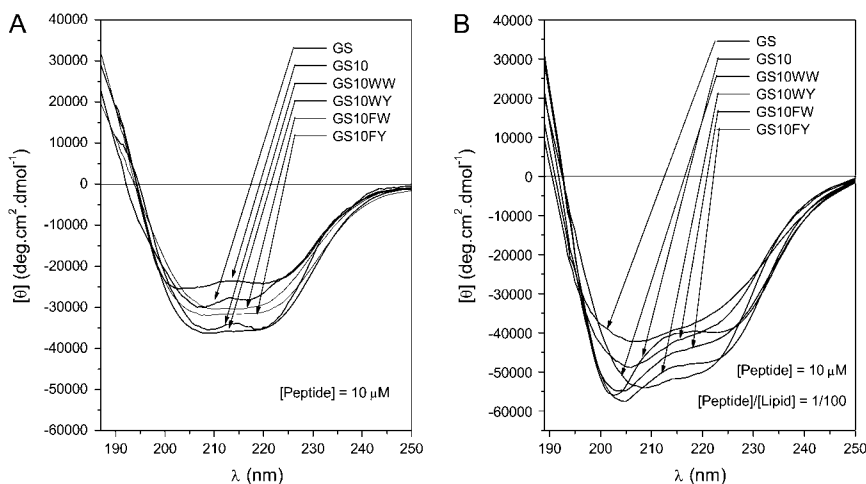 A
40000
30000
20000
10000
0
-10000
-20000
-30000
-40000
-50000
-60000
[θ] (deg.cm².dmol⁻¹)
GS
GS10
GS10WW
GS10WY
GS10FW
GS10FY
[Peptide] = 10 μM
190 200 210 220 230 240 250
λ (nm)
B
40000
30000
20000
10000
0
-10000
-20000
-30000
-40000
-50000
-60000
[θ] (deg.cm².dmol⁻¹)
GS
GS10
GS10WW
GS10WY
GS10FW
GS10FY
[Peptide] = 10 μM
[Peptide]/[Lipid] = 1/100
190 200 210 220 230 240 250
λ (nm)